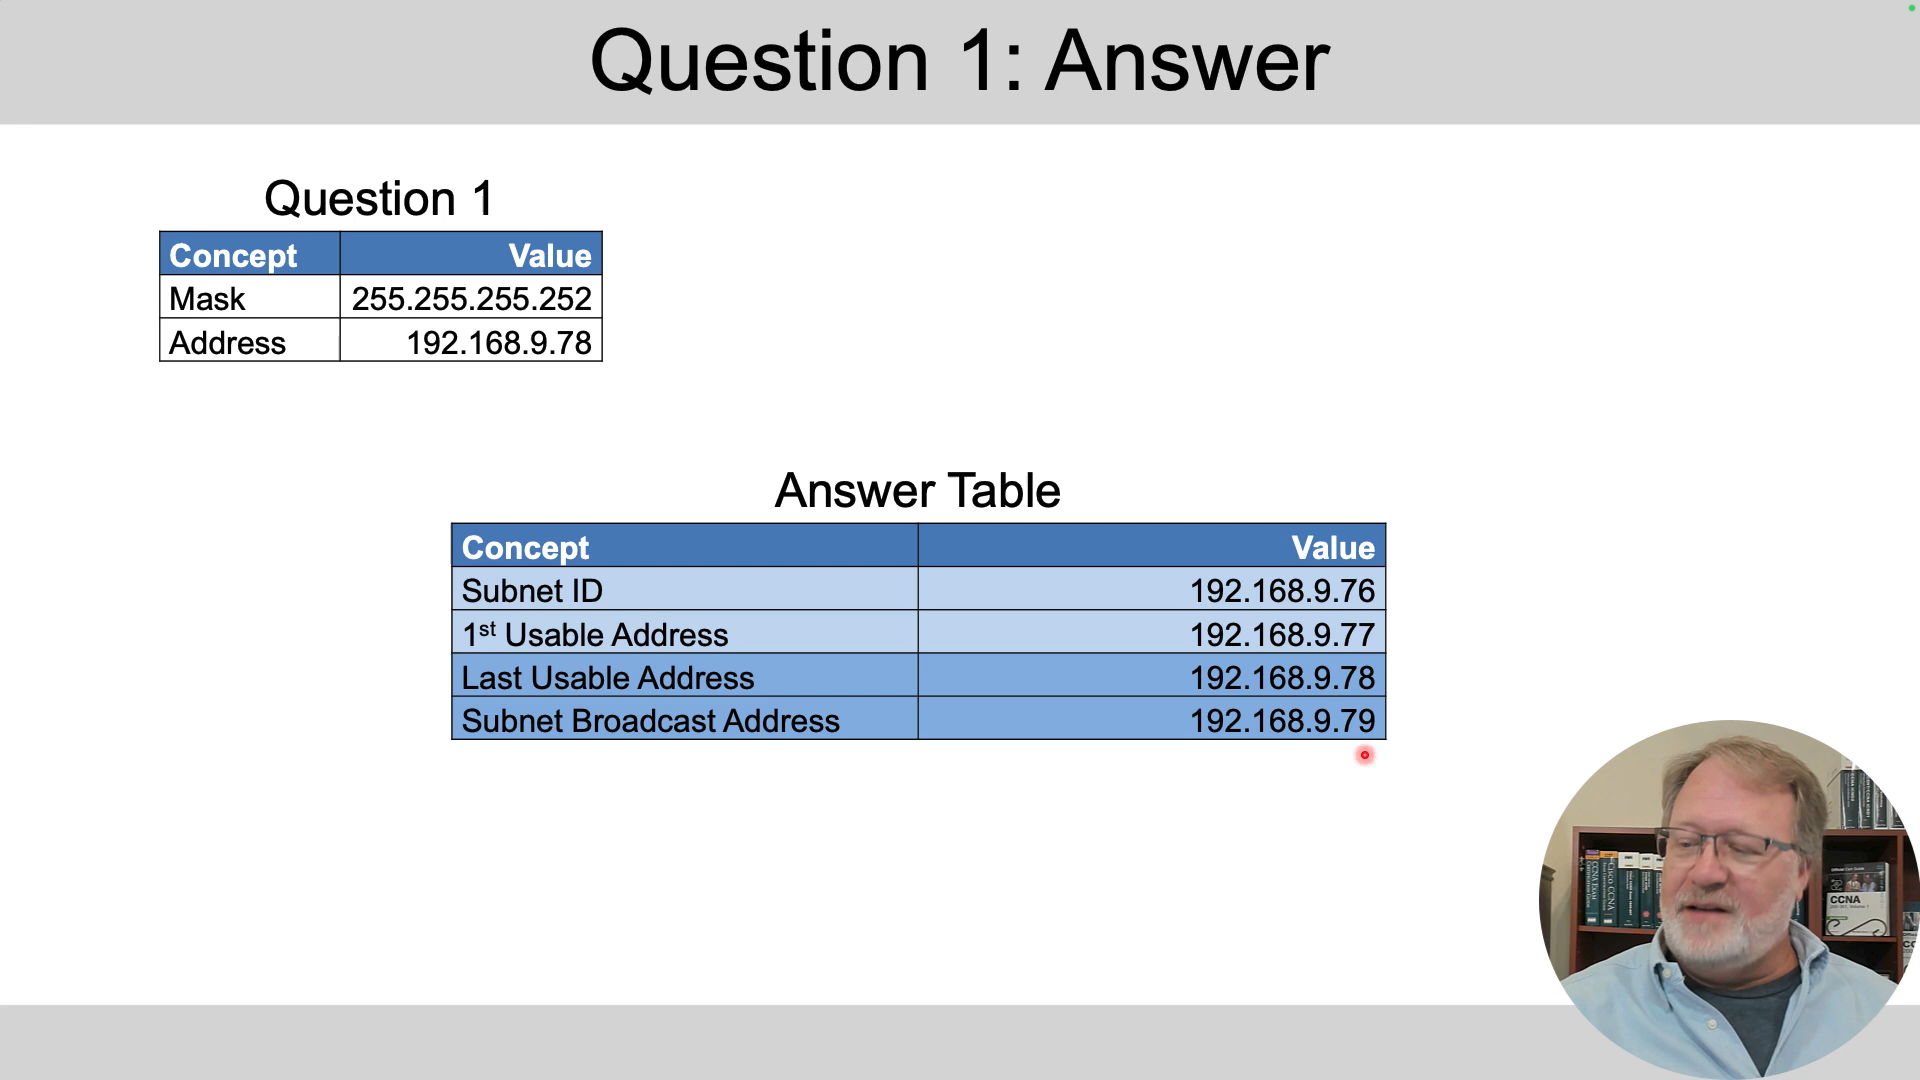 Question 1: Answer
Question 1
Concept Value
Mask 255.255.255.252
Address 192.168.9.78
Answer Table
Concept Value
Subnet ID 192.168.9.76
1st Usable Address 192.168.9.77
Last Usable Address 192.168.9.78
Subnet Broadcast Address 192.168.9.79
CCNA